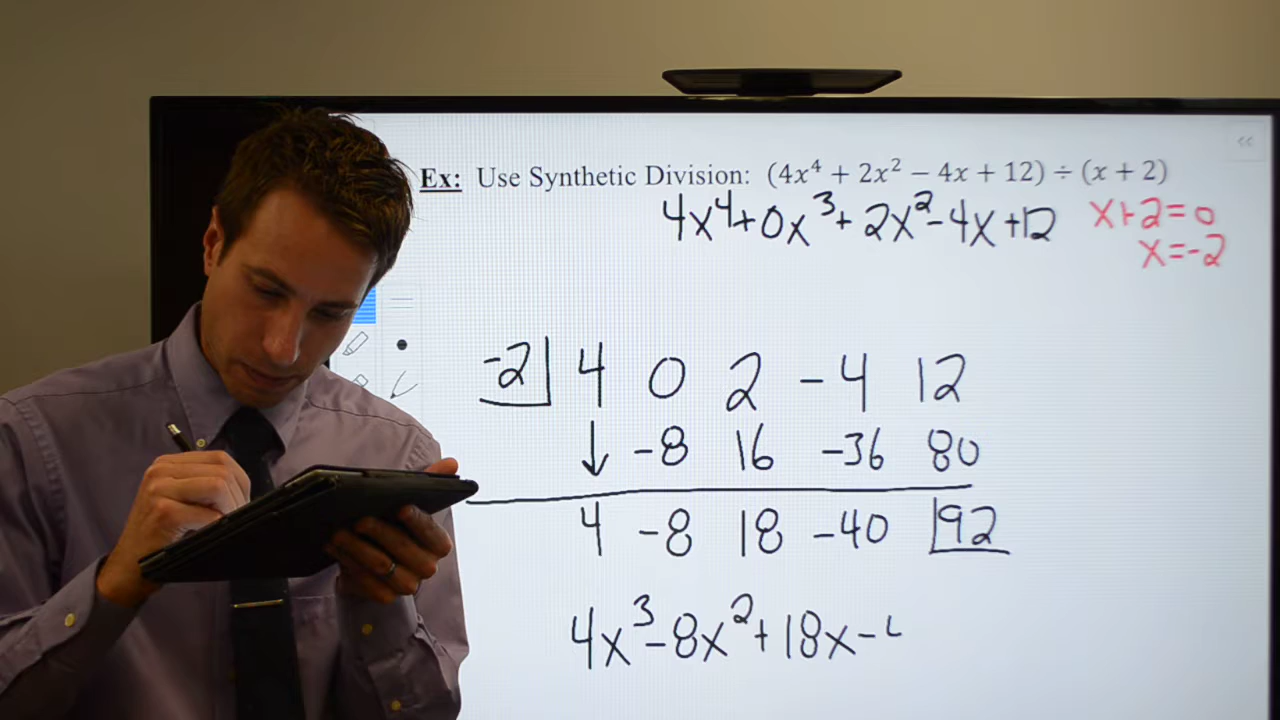 Ex: Use Synthetic Division: (4x⁴ + 2x² − 4x + 12) ÷ (x + 2)
4x⁴+0x³+2x²-4x+12
x+2=0
x=-2
-2 4 0 2 -4 12
↓ -8 16 -36 80
4 -8 18 -40 92
4x³-8x²+18x-